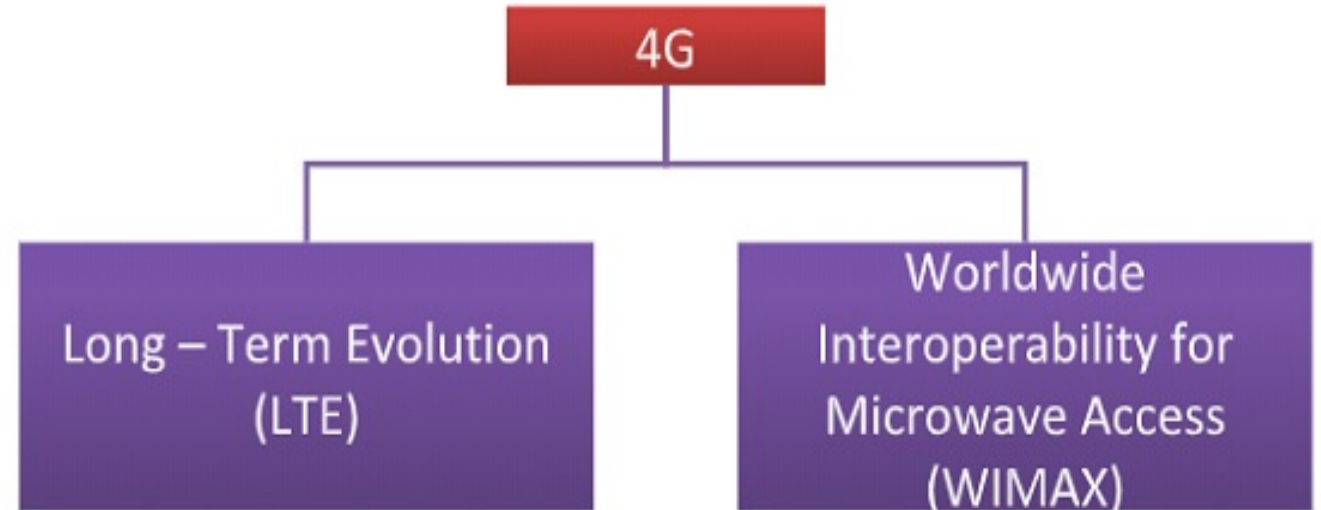 4G
Long – Term Evolution
(LTE)
Worldwide
Interoperability for
Microwave Access
(WIMAX)